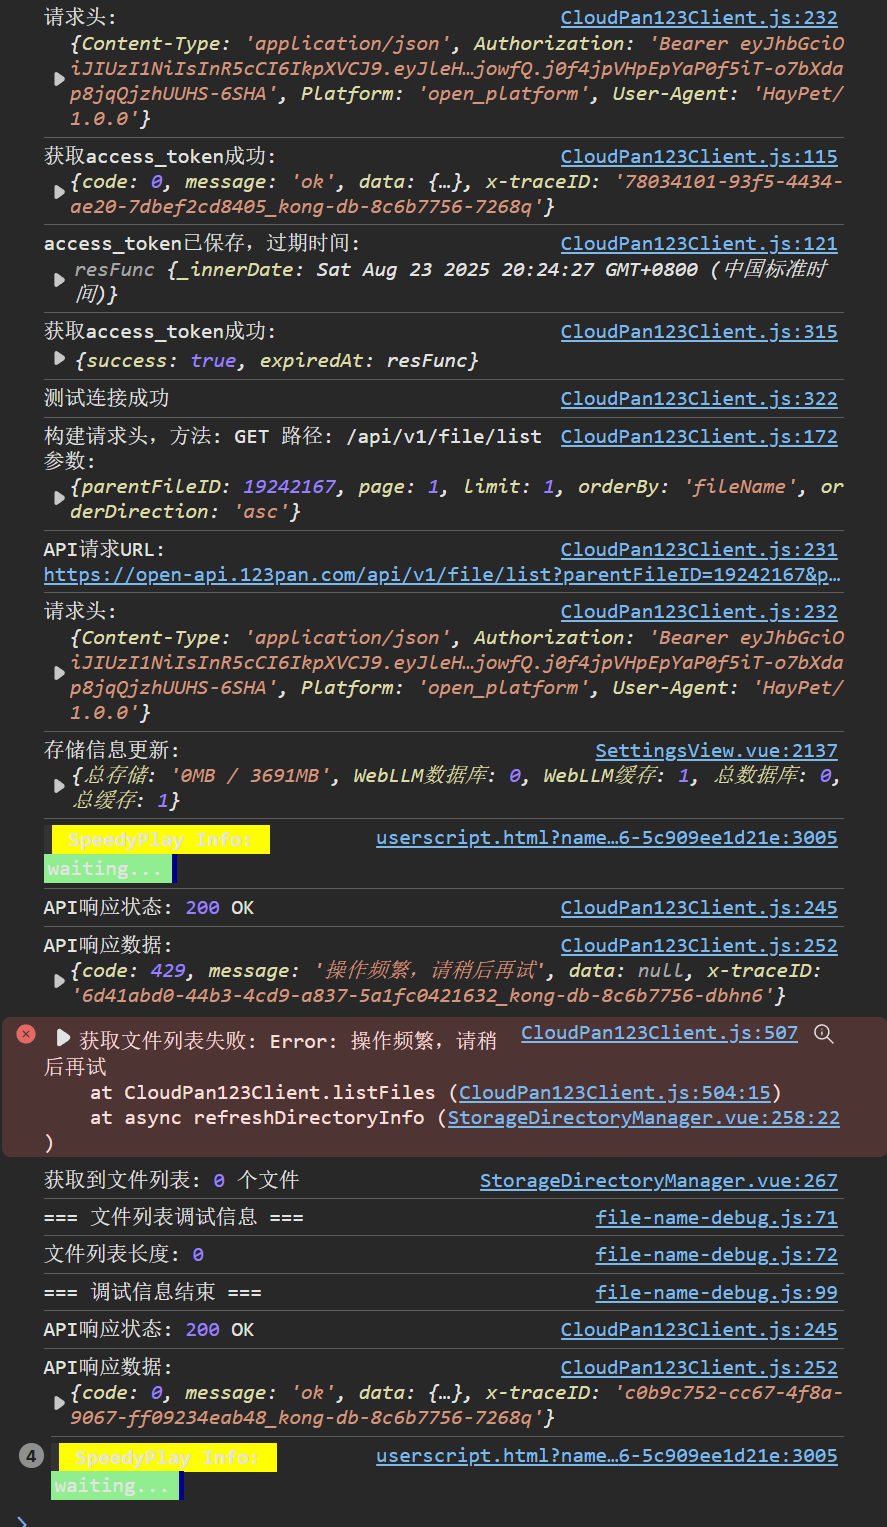 请求头: CloudPan123Client.js:232
{Content-Type: 'application/json', Authorization: 'Bearer eyJhbGciO
iJIUzI1NiIsInR5cCI6IkpXVCJ9.eyJleH…jowfQ.j0f4jpVHpEpYaP0f5iT-o7bXda
p8jqQjzhUUHS-6SHA', Platform: 'open_platform', User-Agent: 'HayPet/
1.0.0'}
获取access_token成功: CloudPan123Client.js:115
{code: 0, message: 'ok', data: {…}, x-traceID: '78034101-93f5-4434-
ae20-7dbef2cd8405_kong-db-8c6b7756-7268q'}
access_token已保存，过期时间: CloudPan123Client.js:121
resFunc {_innerDate: Sat Aug 23 2025 20:24:27 GMT+0800 (中国标准时
间)}
获取access_token成功: CloudPan123Client.js:315
{success: true, expiredAt: resFunc}
测试连接成功 CloudPan123Client.js:322
构建请求头，方法: GET 路径: /api/v1/file/list CloudPan123Client.js:172
参数:
{parentFileID: 19242167, page: 1, limit: 1, orderBy: 'fileName', or
derDirection: 'asc'}
API请求URL: CloudPan123Client.js:231
https://open-api.123pan.com/api/v1/file/list?parentFileID=19242167&p…
请求头: CloudPan123Client.js:232
{Content-Type: 'application/json', Authorization: 'Bearer eyJhbGciO
iJIUzI1NiIsInR5cCI6IkpXVCJ9.eyJleH…jowfQ.j0f4jpVHpEpYaP0f5iT-o7bXda
p8jqQjzhUUHS-6SHA', Platform: 'open_platform', User-Agent: 'HayPet/
1.0.0'}
存储信息更新: SettingsView.vue:2137
{总存储: '0MB / 3691MB', WebLLM数据库: 0, WebLLM缓存: 1, 总数据库: 0,
总缓存: 1}
SpeedyPlay Info: userscript.html?name…6-5c909ee1d21e:3005
waiting...
API响应状态: 200 OK CloudPan123Client.js:245
API响应数据: CloudPan123Client.js:252
{code: 429, message: '操作频繁，请稍后再试', data: null, x-traceID:
'6d41abd0-44b3-4cd9-a837-5a1fc0421632_kong-db-8c6b7756-dbhn6'}
获取文件列表失败: Error: 操作频繁，请稍 CloudPan123Client.js:507
后再试
at CloudPan123Client.listFiles (CloudPan123Client.js:504:15)
at async refreshDirectoryInfo (StorageDirectoryManager.vue:258:22
)
获取到文件列表: 0 个文件 StorageDirectoryManager.vue:267
=== 文件列表调试信息 === file-name-debug.js:71
文件列表长度: 0 file-name-debug.js:72
=== 调试信息结束 === file-name-debug.js:99
API响应状态: 200 OK CloudPan123Client.js:245
API响应数据: CloudPan123Client.js:252
{code: 0, message: 'ok', data: {…}, x-traceID: 'c0b9c752-cc67-4f8a-
9067-ff09234eab48_kong-db-8c6b7756-7268q'}
4 SpeedyPlay Info: userscript.html?name…6-5c909ee1d21e:3005
waiting...